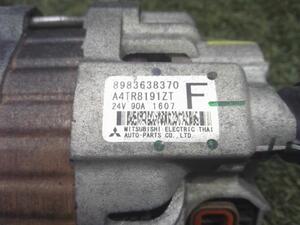 8983638370
A4TR8191ZT
24V 90A 1607
F
MITSUBISHI ELECTRIC THAI
AUTO-PARTS CO.,LTD.